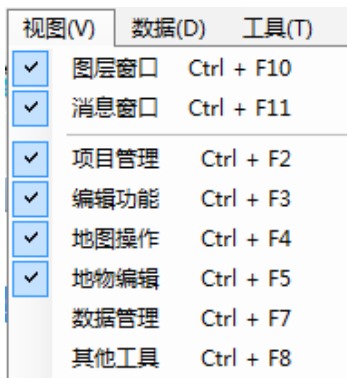 视图(V) 数据(D) 工具(T)
图层窗口 Ctrl + F10
消息窗口 Ctrl + F11
项目管理 Ctrl + F2
编辑功能 Ctrl + F3
地图操作 Ctrl + F4
地物编辑 Ctrl + F5
数据管理 Ctrl + F7
其他工具 Ctrl + F8